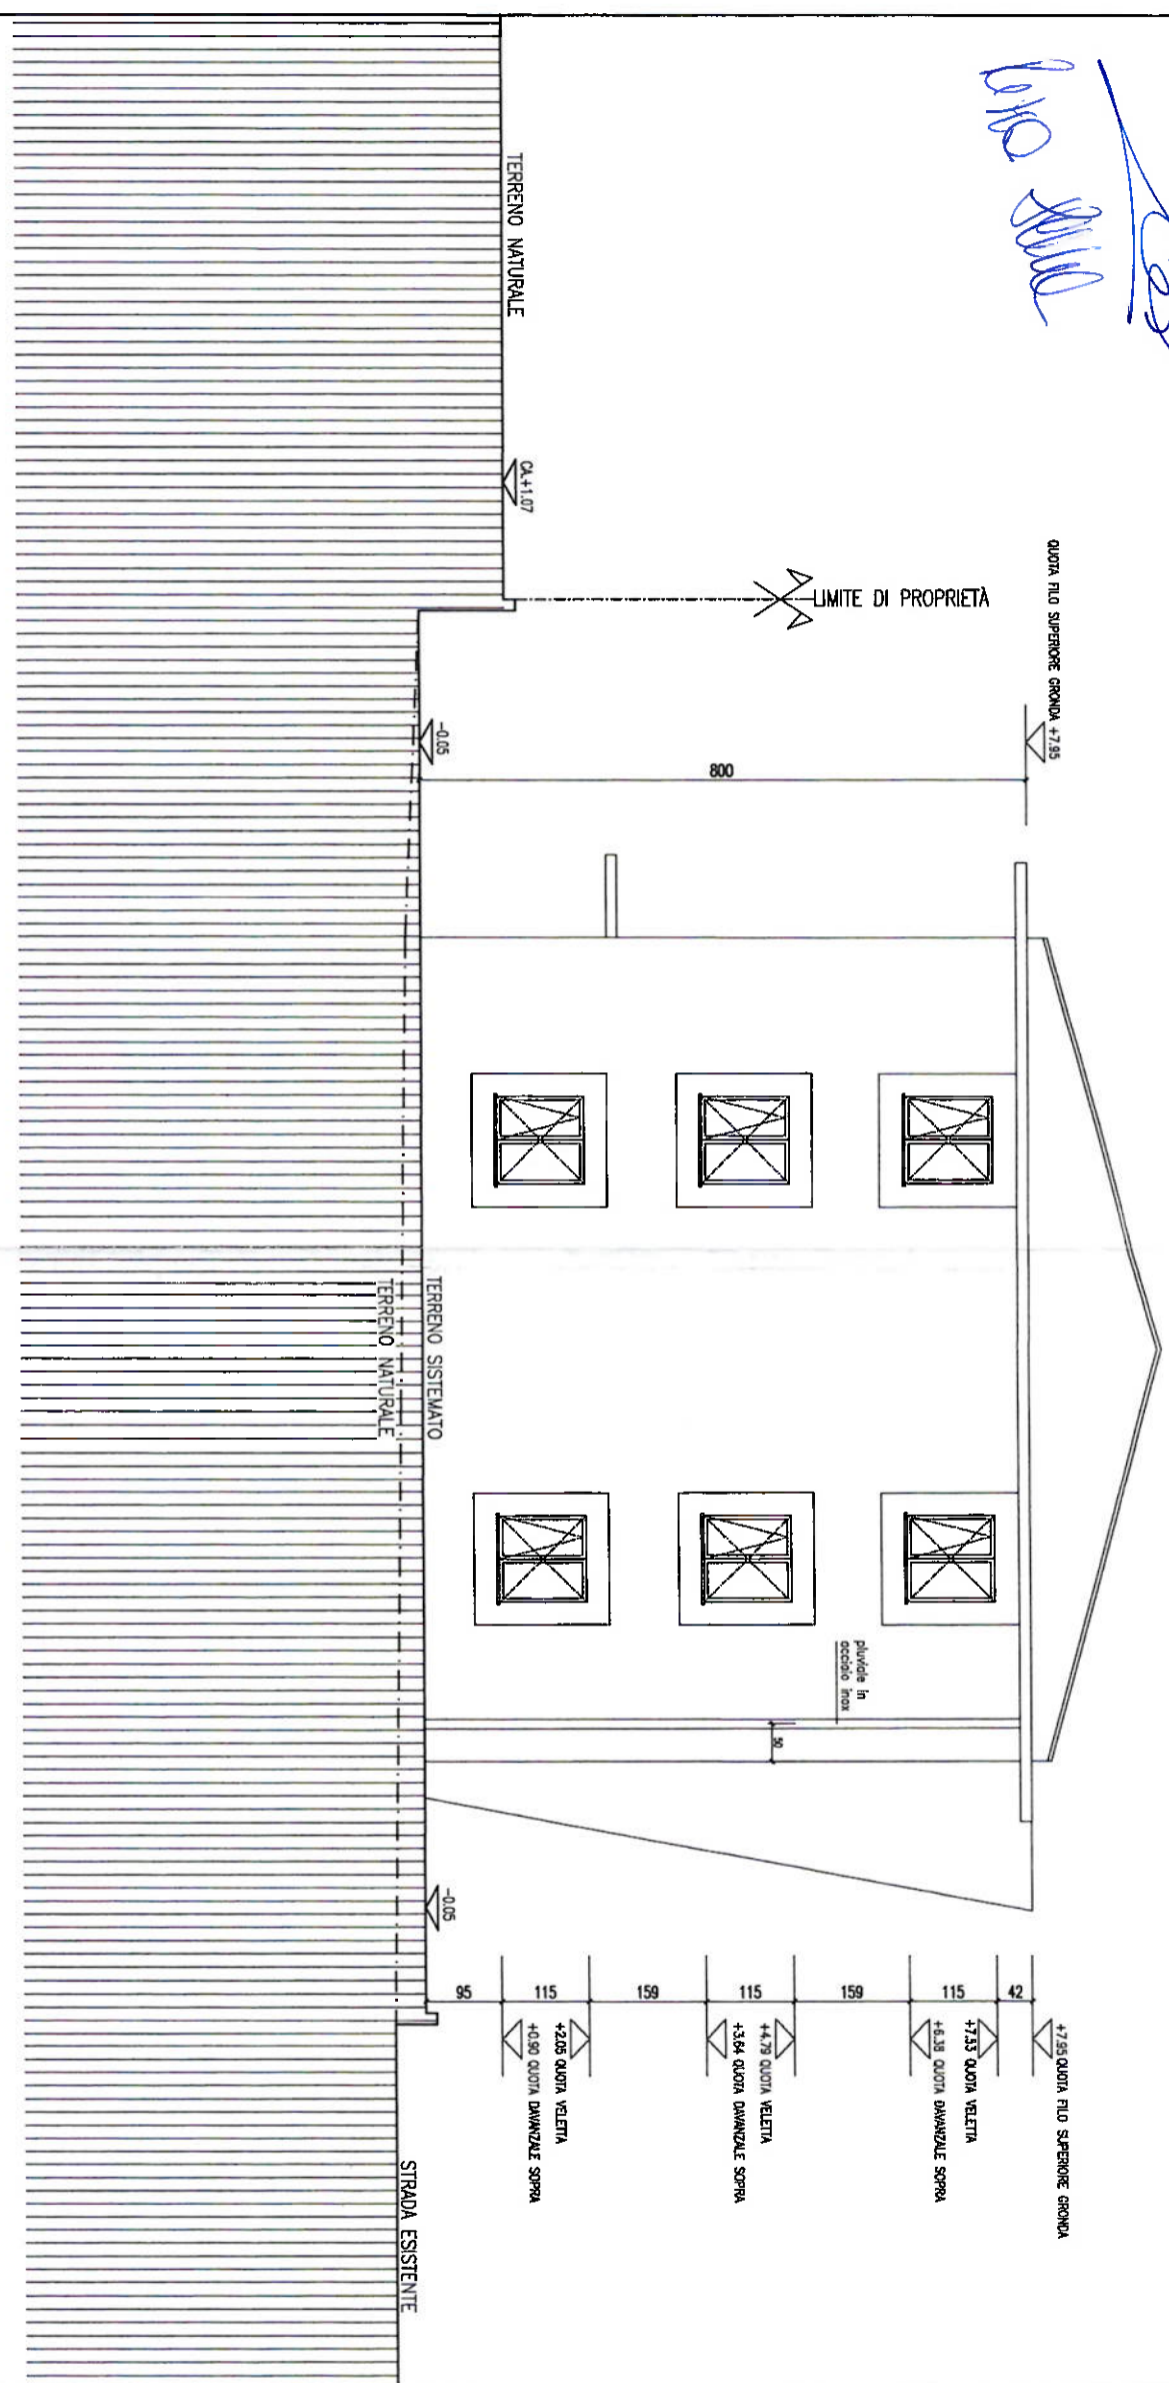 QUOTA FILO SUPERIORE GRONDA +7.95
LIMITE DI PROPRIETÀ
800
TERRENO NATURALE
CA.+1.07
-0.05
pluviale in
acciaio inox
50
TERRENO SISTEMATO
TERRENO NATURALE
-0.05
+7.95 QUOTA FILO SUPERIORE GRONDA
42
+7.53 QUOTA VELETTA
115
+6.38 QUOTA DAVANZALE SOPRA
159
+4.79 QUOTA VELETTA
115
+3.64 QUOTA DAVANZALE SOPRA
159
+2.05 QUOTA VELETTA
115
+0.90 QUOTA DAVANZALE SOPRA
95
STRADA ESISTENTE